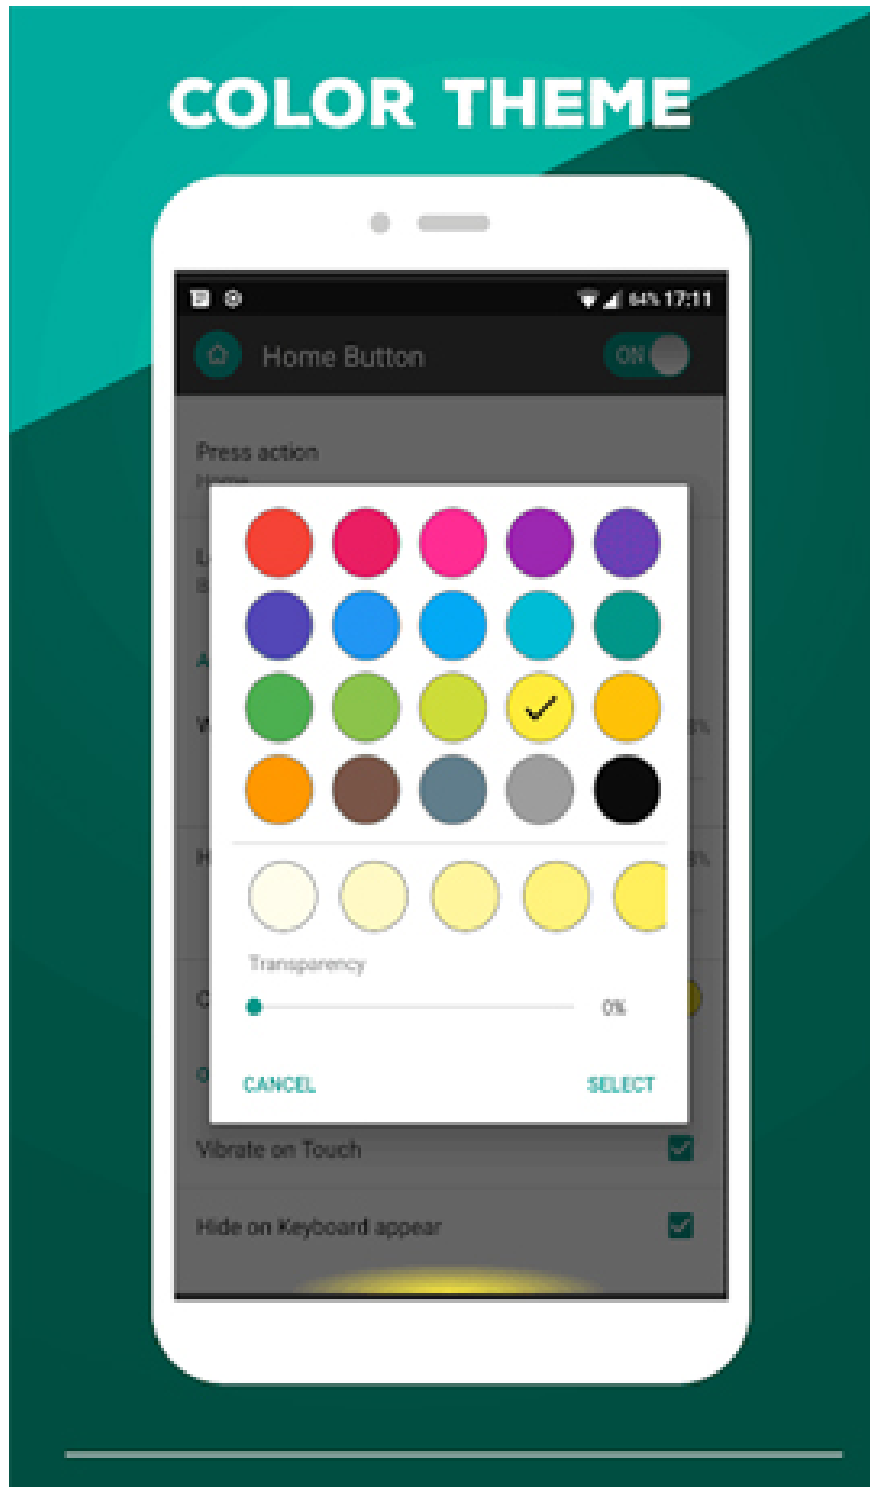 COLOR THEME
64% 17:11
Home Button
ON
Press action
Home
Transparency
0%
CANCEL
SELECT
Vibrate on Touch
Hide on Keyboard appear